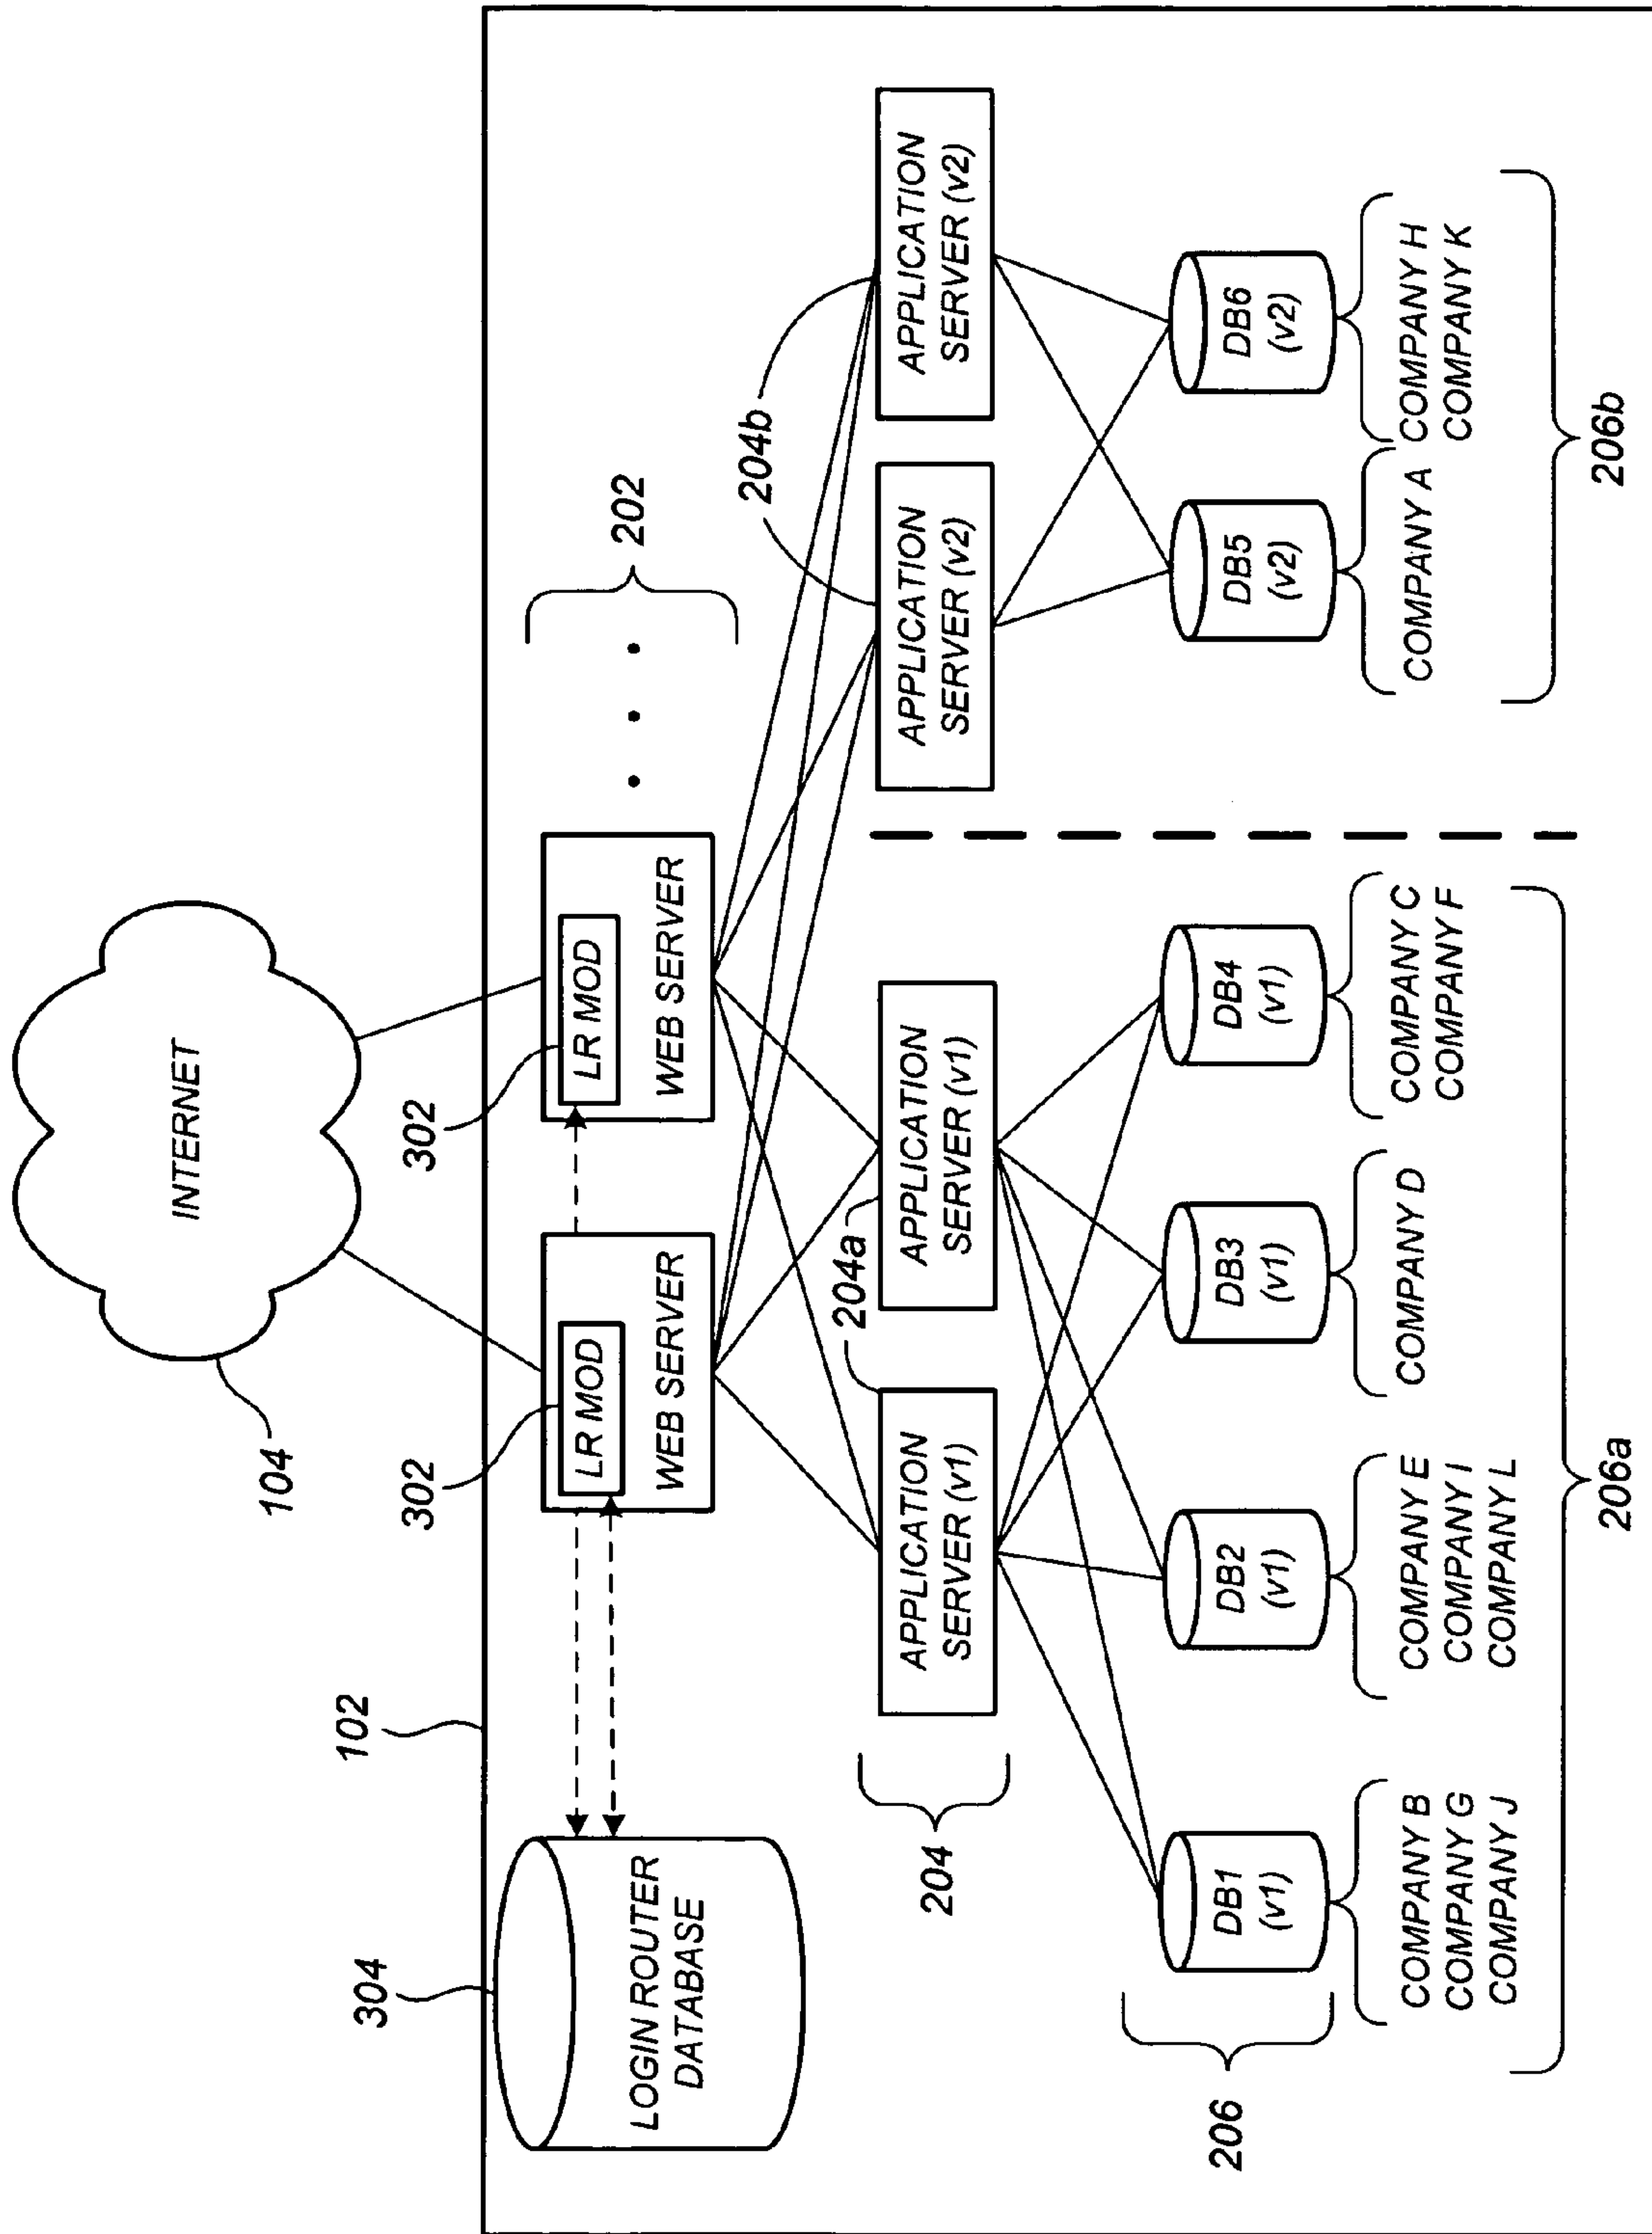 INTERNET
104
102
304
302
302
LOGIN ROUTER
DATABASE
LR MOD
WEB SERVER
LR MOD
WEB SERVER
202
204
204a
204b
APPLICATION
SERVER (v1)
APPLICATION
SERVER (v1)
APPLICATION
SERVER (v2)
APPLICATION
SERVER (v2)
206
DB1
(v1)
DB2
(v1)
DB3
(v1)
DB4
(v1)
DB5
(v2)
DB6
(v2)
COMPANY B
COMPANY G
COMPANY J
COMPANY E
COMPANY I
COMPANY L
COMPANY D
COMPANY C
COMPANY F
COMPANY A
COMPANY H
COMPANY K
206a
206b